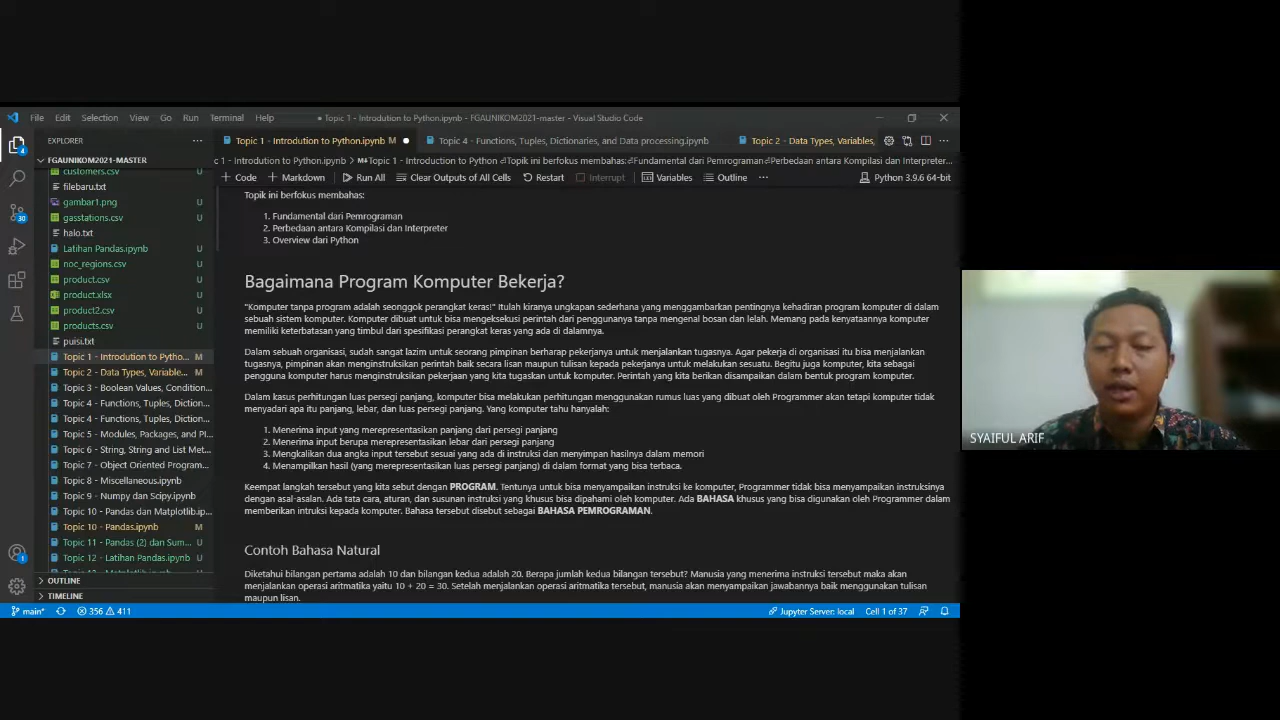 File Edit Selection View Go Run Terminal Help
● Topic 1 - Introdution to Python.ipynb - FGAUNIKOM2021-master - Visual Studio Code
EXPLORER
Topic 1 - Introdution to Python.ipynb M
Topic 4 - Functions, Tuples, Dictionaries, and Data processing.ipynb
Topic 2 - Data Types, Variables,
FGAUNIKOM2021-MASTER
c 1 - Introdution to Python.ipynb > Topic 1 - Introduction to Python ⏎Topic ini berfokus membahas:⏎Fundamental dari Pemrograman⏎Perbedaan antara Kompilasi dan Interpreter...
+ Code + Markdown Run All Clear Outputs of All Cells Restart Interrupt Variables Outline ... Python 3.9.6 64-bit
customers.csv U
filebaru.txt U
gambar1.png U
gasstations.csv U
halo.txt U
Latihan Pandas.ipynb U
noc_regions.csv U
product.csv U
product.xlsx U
product2.csv U
products.csv U
puisi.txt U
Topic 1 - Introdution to Pytho... M
Topic 2 - Data Types, Variable... M
Topic 3 - Boolean Values, Condition...
Topic 4 - Functions, Tuples, Diction...
Topic 4 - Functions, Tuples, Diction...
Topic 5 - Modules, Packages, and PI...
Topic 6 - String, String and List Met...
Topic 7 - Object Oriented Program...
Topic 8 - Miscellaneous.ipynb
Topic 9 - Numpy dan Scipy.ipynb
Topic 10 - Pandas dan Matplotlib.ip...
Topic 10 - Pandas.ipynb M
Topic 11 - Pandas (2) dan Sum... U
Topic 12 - Latihan Pandas.ipynb U
OUTLINE
TIMELINE
Topik ini berfokus membahas:
1. Fundamental dari Pemrograman
2. Perbedaan antara Kompilasi dan Interpreter
3. Overview dari Python
Bagaimana Program Komputer Bekerja?
"Komputer tanpa program adalah seonggok perangkat keras!" Itulah kiranya ungkapan sederhana yang menggambarkan pentingnya kehadiran program komputer di dalam
sebuah sistem komputer. Komputer dibuat untuk bisa mengeksekusi perintah dari penggunanya tanpa mengenal bosan dan lelah. Memang pada kenyataannya komputer
memiliki keterbatasan yang timbul dari spesifikasi perangkat keras yang ada di dalamnya.
Dalam sebuah organisasi, sudah sangat lazim untuk seorang pimpinan berharap pekerjanya untuk menjalankan tugasnya. Agar pekerja di organisasi itu bisa menjalankan
tugasnya, pimpinan akan menginstruksikan perintah baik secara lisan maupun tulisan kepada pekerjanya untuk melakukan sesuatu. Begitu juga komputer, kita sebagai
pengguna komputer harus menginstruksikan pekerjaan yang kita tugaskan untuk komputer. Perintah yang kita berikan disampaikan dalam bentuk program komputer.
Dalam kasus perhitungan luas persegi panjang, komputer bisa melakukan perhitungan menggunakan rumus luas yang dibuat oleh Programmer akan tetapi komputer tidak
menyadari apa itu panjang, lebar, dan luas persegi panjang. Yang komputer tahu hanyalah:
1. Menerima input yang merepresentasikan panjang dari persegi panjang
2. Menerima input berupa merepresentasikan lebar dari persegi panjang
3. Mengkalikan dua angka input tersebut sesuai yang ada di instruksi dan menyimpan hasilnya dalam memori
4. Menampilkan hasil (yang merepresentasikan luas persegi panjang) di dalam format yang bisa terbaca.
Keempat langkah tersebut yang kita sebut dengan PROGRAM. Tentunya untuk bisa menyampaikan instruksi ke komputer, Programmer tidak bisa menyampaikan instruksinya
dengan asal-asalan. Ada tata cara, aturan, dan susunan instruksi yang khusus bisa dipahami oleh komputer. Ada BAHASA khusus yang bisa digunakan oleh Programmer dalam
memberikan intruksi kepada komputer. Bahasa tersebut disebut sebagai BAHASA PEMROGRAMAN.
Contoh Bahasa Natural
Diketahui bilangan pertama adalah 10 dan bilangan kedua adalah 20. Berapa jumlah kedua bilangan tersebut? Manusia yang menerima instruksi tersebut maka akan
menjalankan operasi aritmatika yaitu 10 + 20 = 30. Setelah menjalankan operasi aritmatika tersebut, manusia akan menyampaikan jawabannya baik menggunakan tulisan
maupun lisan.
main* 356 411
Jupyter Server: local Cell 1 of 37
SYAIFUL ARIF